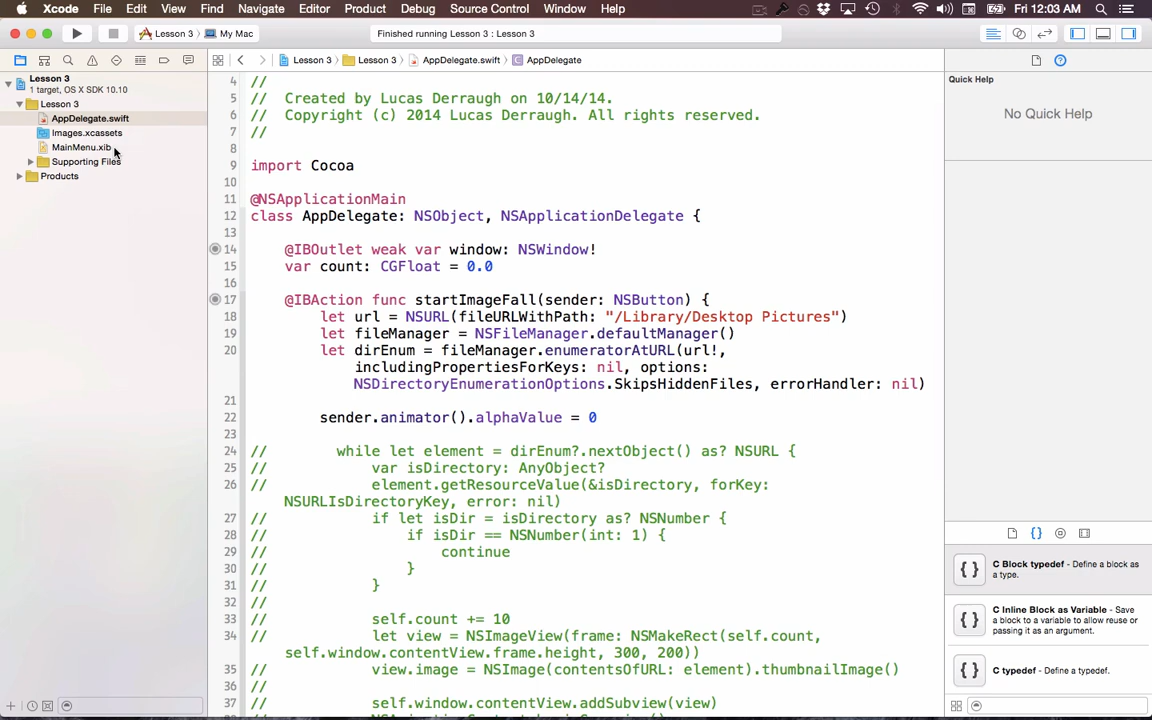 Xcode File Edit View Find Navigate Editor Product Debug Source Control Window Help Fri 12:03 AM
Lesson 3 My Mac Finished running Lesson 3 : Lesson 3
Lesson 3 Lesson 3 AppDelegate.swift AppDelegate
Lesson 3
1 target, OS X SDK 10.10
Lesson 3
AppDelegate.swift
Images.xcassets
MainMenu.xib
Supporting Files
Products
4 //
5 // Created by Lucas Derraugh on 10/14/14.
6 // Copyright (c) 2014 Lucas Derraugh. All rights reserved.
7 //
8
9 import Cocoa
10
11 @NSApplicationMain
12 class AppDelegate: NSObject, NSApplicationDelegate {
13
14 @IBOutlet weak var window: NSWindow!
15 var count: CGFloat = 0.0
16
17 @IBAction func startImageFall(sender: NSButton) {
18 let url = NSURL(fileURLWithPath: "/Library/Desktop Pictures")
19 let fileManager = NSFileManager.defaultManager()
20 let dirEnum = fileManager.enumeratorAtURL(url!,
includingPropertiesForKeys: nil, options:
NSDirectoryEnumerationOptions.SkipsHiddenFiles, errorHandler: nil)
21
22 sender.animator().alphaValue = 0
23
24 // while let element = dirEnum?.nextObject() as? NSURL {
25 // var isDirectory: AnyObject?
26 // element.getResourceValue(&isDirectory, forKey:
NSURLIsDirectoryKey, error: nil)
27 // if let isDir = isDirectory as? NSNumber {
28 // if isDir == NSNumber(int: 1) {
29 // continue
30 // }
31 // }
32 //
33 // self.count += 10
34 // let view = NSImageView(frame: NSMakeRect(self.count,
self.window.contentView.frame.height, 300, 200))
35 // view.image = NSImage(contentsOfURL: element).thumbnailImage()
36 //
37 // self.window.contentView.addSubview(view)
Quick Help
No Quick Help
{ } C Block typedef - Define a block as
a type.
{ } C Inline Block as Variable - Save
a block to a variable to allow reuse or
passing it as an argument.
{ } C typedef - Define a typedef.